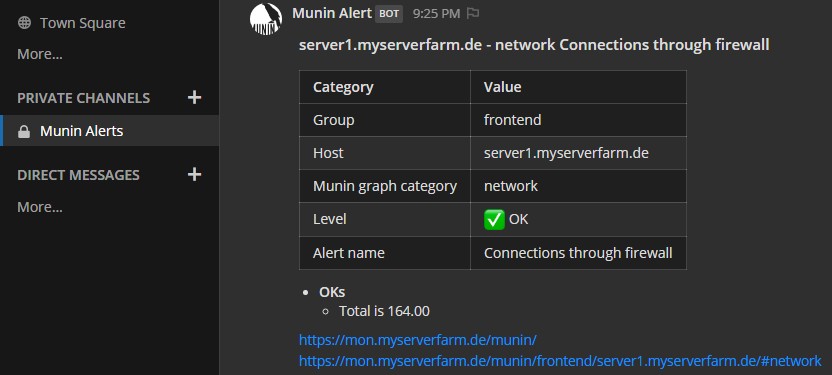 Town Square
More...
PRIVATE CHANNELS +
Munin Alerts
DIRECT MESSAGES +
More...
Munin Alert BOT 9:25 PM
server1.myserverfarm.de - network Connections through firewall
Category Value
Group frontend
Host server1.myserverfarm.de
Munin graph category network
Level ✅ OK
Alert name Connections through firewall
• OKs
◦ Total is 164.00
https://mon.myserverfarm.de/munin/
https://mon.myserverfarm.de/munin/frontend/server1.myserverfarm.de/#network